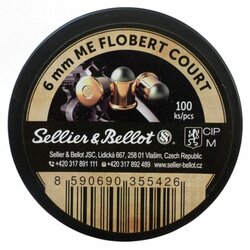 6 mm ME FLOBERT COURT
100
ks/pcs
Sellier & Bellot S
CIP
M
Sellier & Bellot JSC, Lidická 667, 258 01 Vlašim, Czech Republic
+420 317 891 111 +420 317 892 489 www.sellier-bellot.cz
8 590690 355426